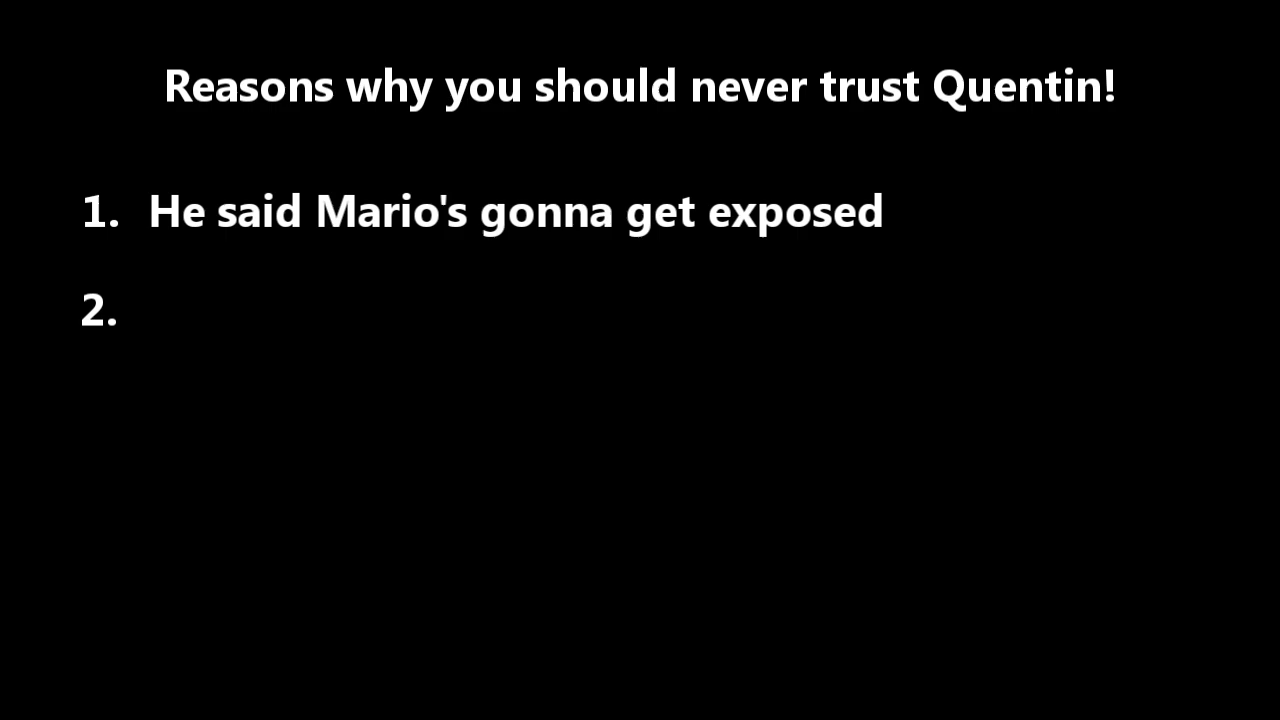 Reasons why you should never trust Quentin!
1. He said Mario's gonna get exposed
2.